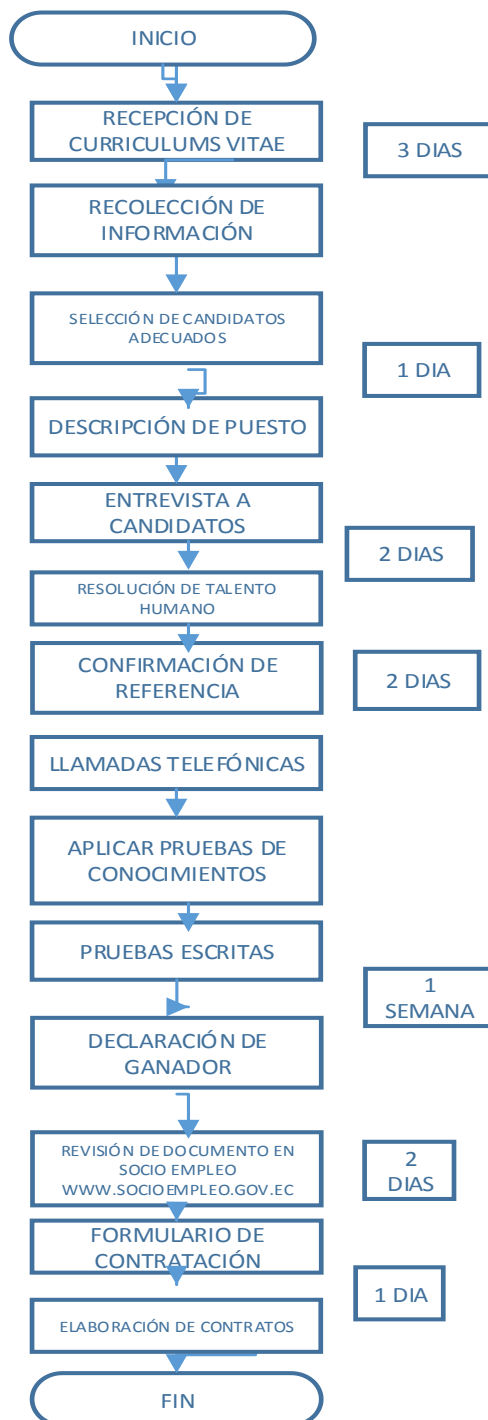 INICIO
RECEPCIÓN DE
CURRICULUMS VITAE
3 DIAS
RECOLECCIÓN DE
INFORMACIÓN
SELECCIÓN DE CANDIDATOS
ADECUADOS
1 DIA
DESCRIPCIÓN DE PUESTO
ENTREVISTA A
CANDIDATOS
2 DIAS
RESOLUCIÓN DE TALENTO
HUMANO
CONFIRMACIÓN DE
REFERENCIA
2 DIAS
LLAMADAS TELEFÓNICAS
APLICAR PRUEBAS DE
CONOCIMIENTOS
PRUEBAS ESCRITAS
1
SEMANA
DECLARACIÓN DE
GANADOR
REVISIÓN DE DOCUMENTO EN
SOCIO EMPLEO
WWW.SOCIOEMPLEO.GOV.EC
2
DIAS
FORMULARIO DE
CONTRATACIÓN
1 DIA
ELABORACIÓN DE CONTRATOS
FIN